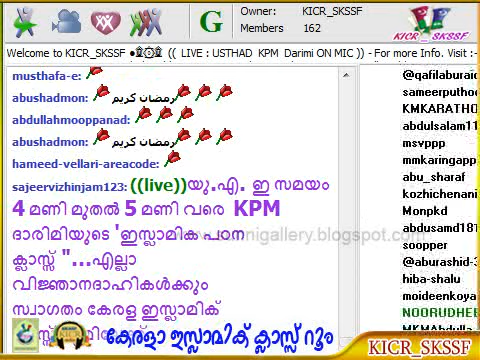 Owner: KICR_SKSSF
Members 162
G
KICR_SKSSF
Welcome to KICR_SKSSF ●۩۞۩ (( LIVE : USTHAD KPM Darimi ON MIC )) - For more Info. Visit :-
musthafa-e:
abushadmon: رمضان كريم
abdullahmooppanad:
abushadmon: رمضان كريم
hameed-vellari-areacode:
sajeervizhinjam123: ((live))യു.എ. ഇ സമയം
4 മണി മുതൽ 5 മണി വരെ KPM
ദാരിമിയുടെ 'ഇസ്ലാമിക പഠന
ക്ലാസ്സ് "...എല്ലാ
വിജ്ഞാനദാഹികൾക്കും
സ്വാഗതം കേരള ഇസ്ലാമിക്
കേരളാ ഇസ്ലാമിക് ക്ലാസ്സ് റൂം
@qafilaburaid
sameerputhoo
KMKARATHO
abdulsalam11
msvppp
mmkaringapp
abu_sharaf
kozhichenani
Monpkd
abdusamd181
soopper
@aburashid-3
hiba-shalu
moideenkoya
NOORUDHEE
MKMAbdulla
KICR_SKSSF